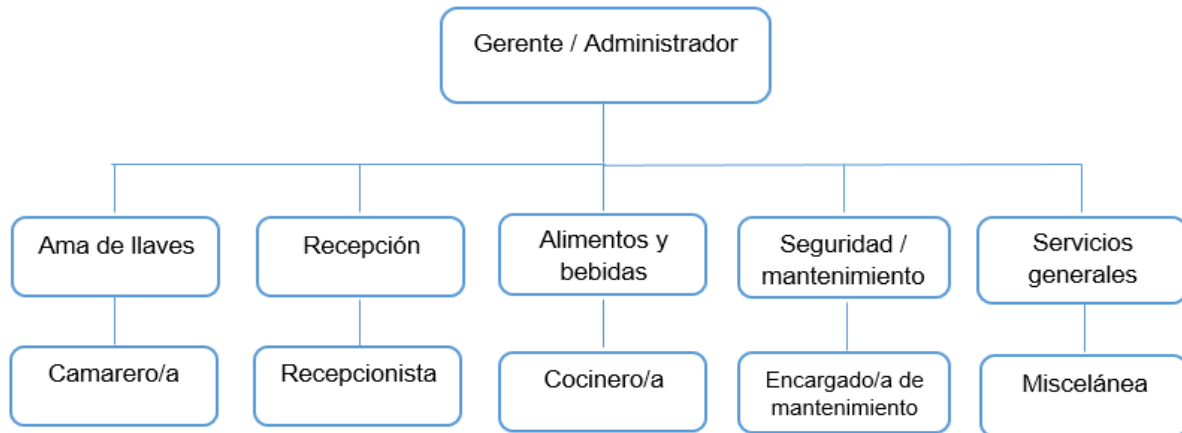 Gerente / Administrador
Ama de llaves
Recepción
Alimentos y
bebidas
Seguridad /
mantenimiento
Servicios
generales
Camarero/a
Recepcionista
Cocinero/a
Encargado/a de
mantenimiento
Miscelánea